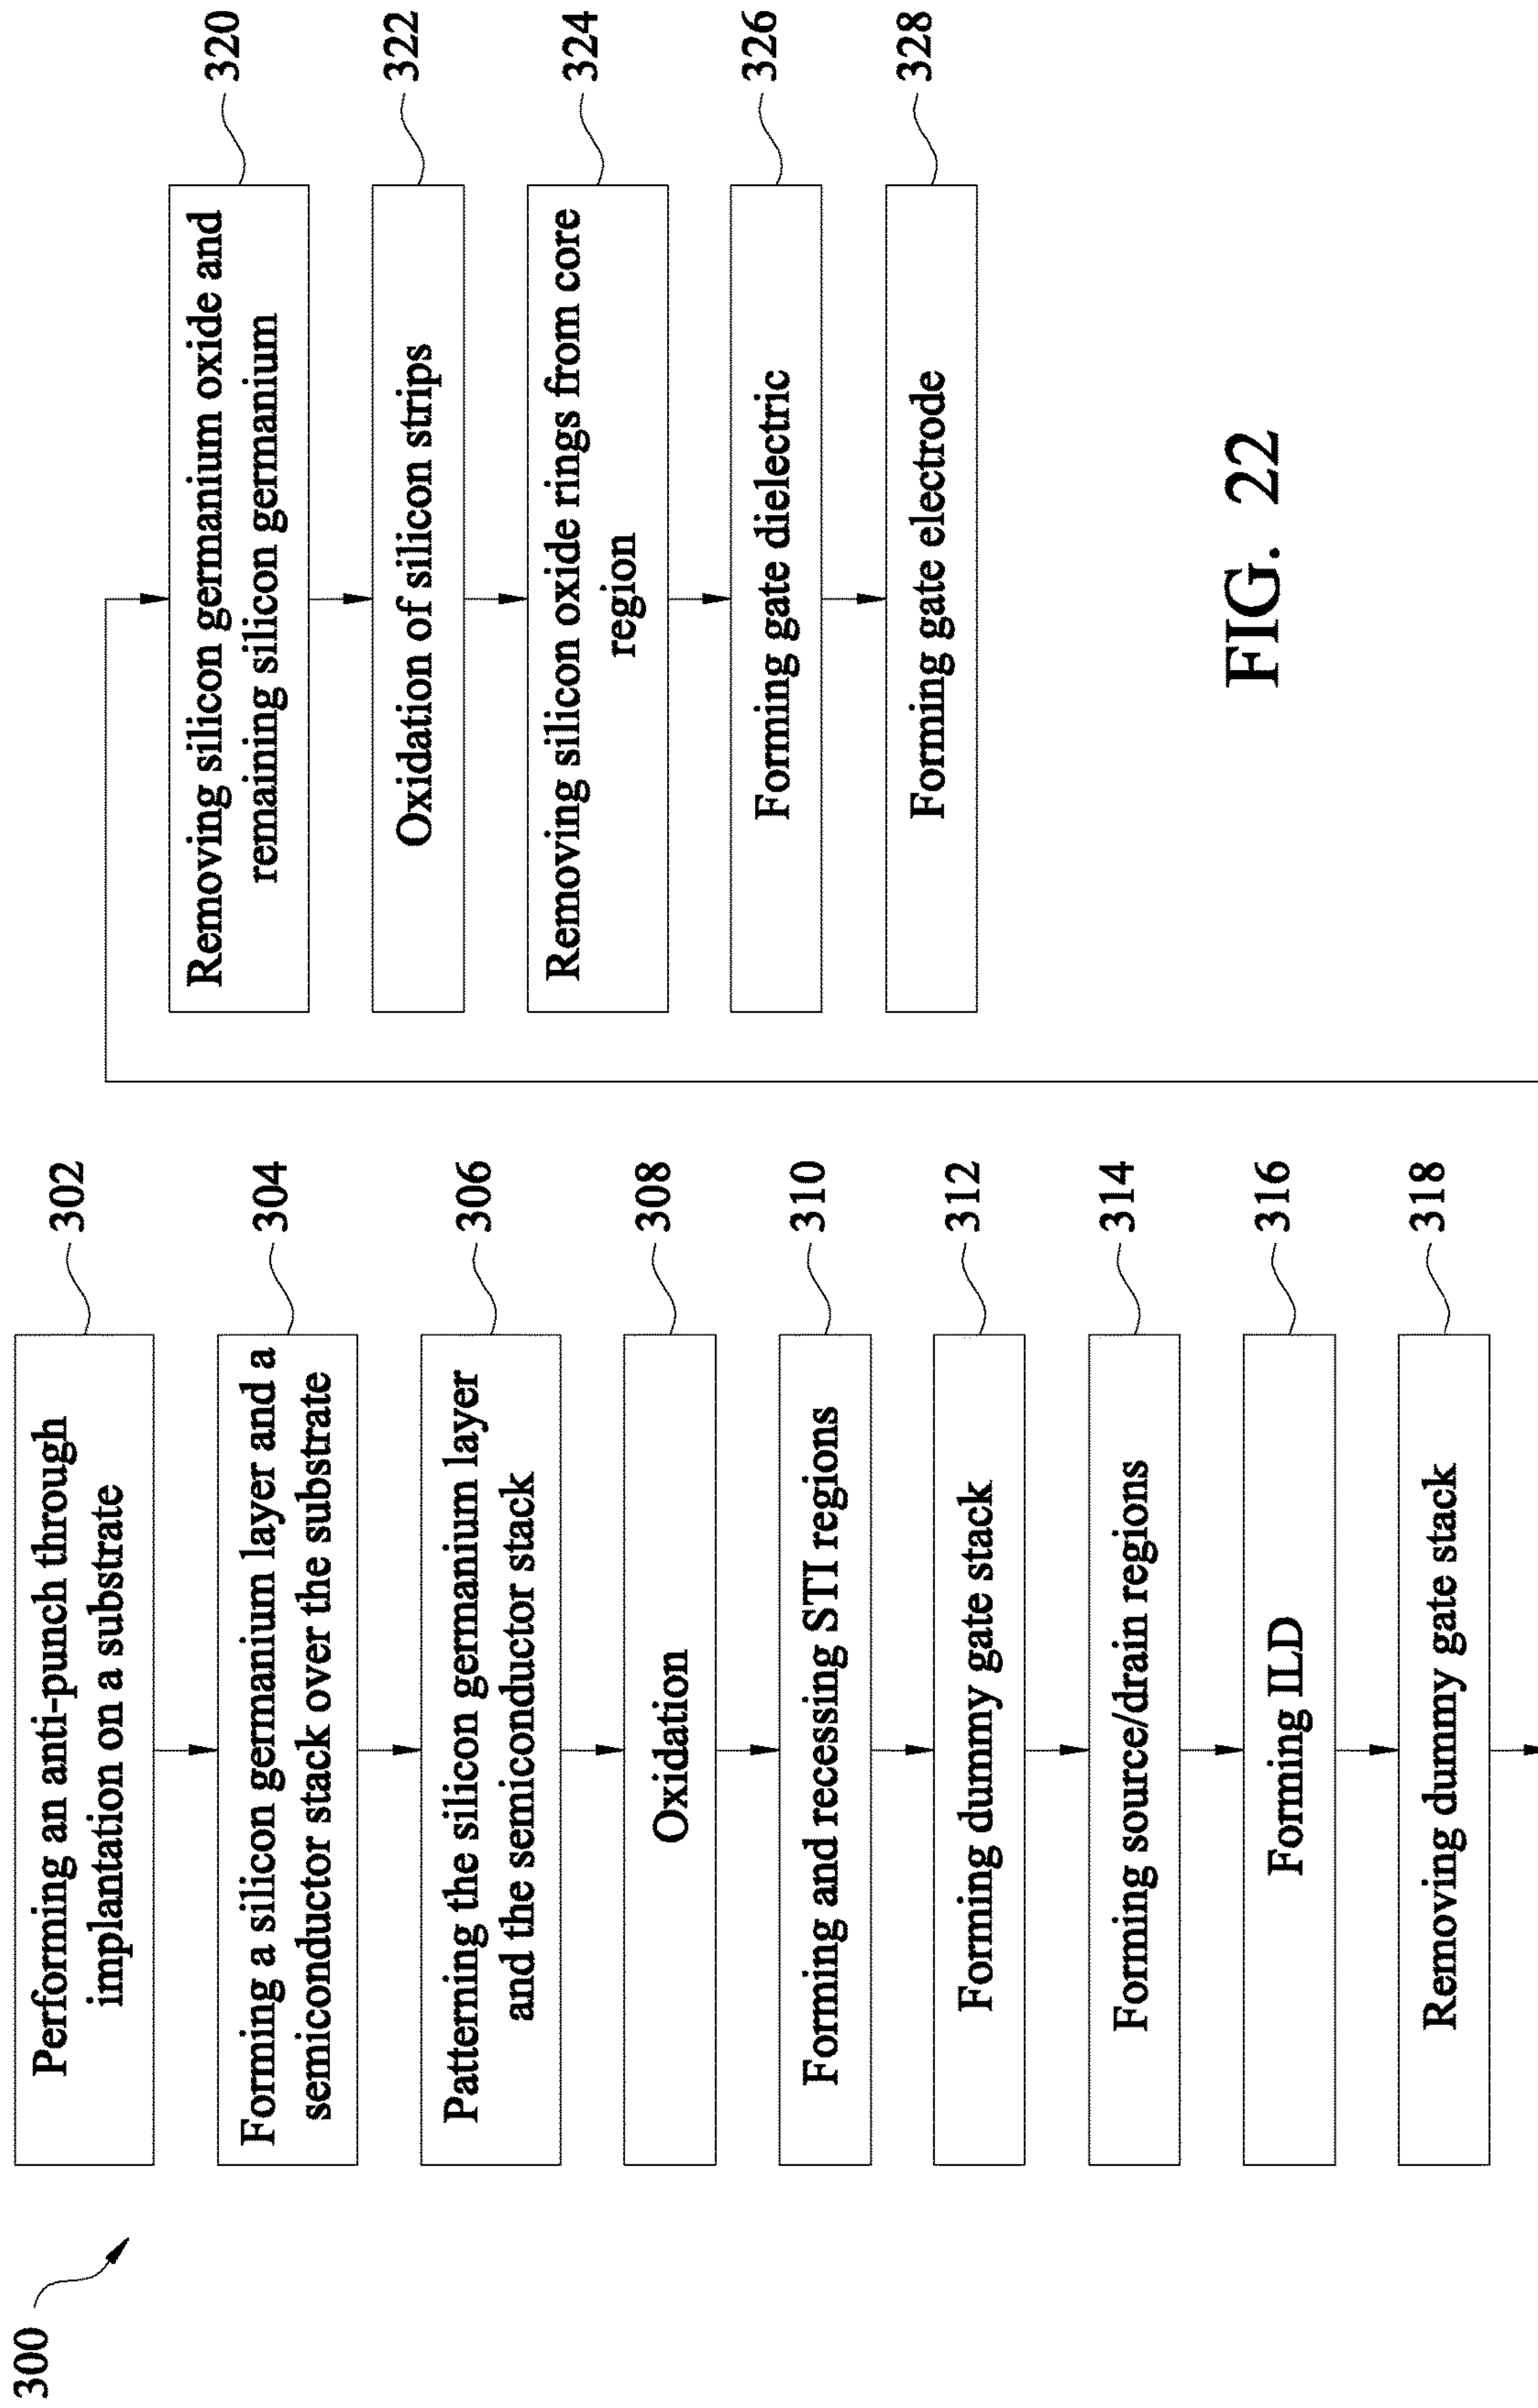 300
Performing an anti-punch through
implantation on a substrate
302
Forming a silicon germanium layer and a
semiconductor stack over the substrate
304
Patterning the silicon germanium layer
and the semiconductor stack
306
Oxidation
308
Forming and recessing STI regions
310
Forming dummy gate stack
312
Forming source/drain regions
314
Forming ILD
316
Removing dummy gate stack
318
Removing silicon germanium oxide and
remaining silicon germanium
320
Oxidation of silicon strips
322
Removing silicon oxide rings from core
region
324
Forming gate dielectric
326
Forming gate electrode
328
FIG. 22